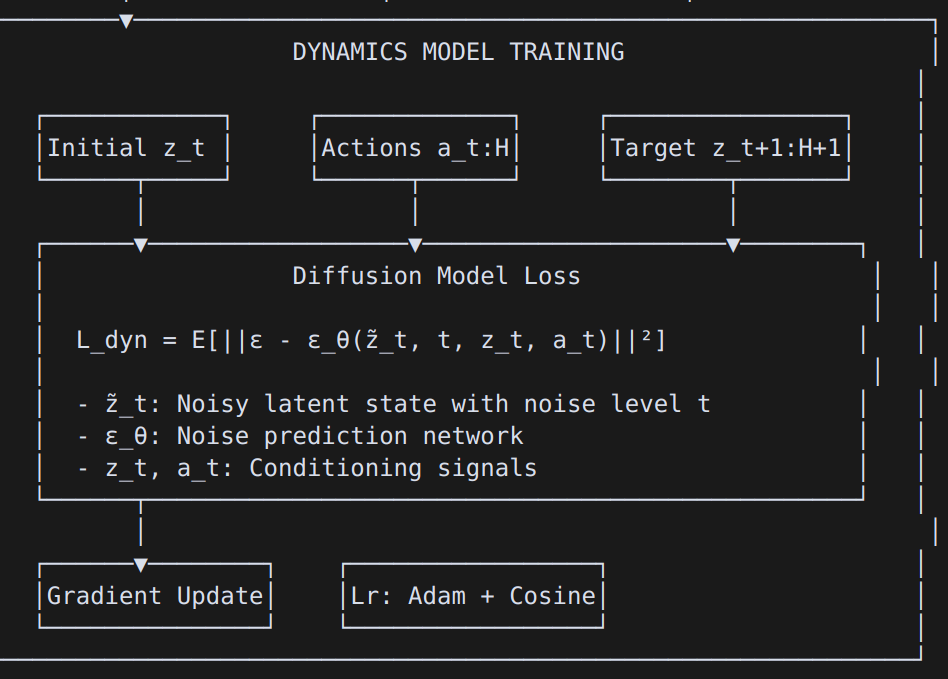 DYNAMICS MODEL TRAINING
Initial z_t
Actions a_t:H
Target z_t+1:H+1
Diffusion Model Loss
L_dyn = E[||ε - ε_θ(z̃_t, t, z_t, a_t)||²]
- z̃_t: Noisy latent state with noise level t
- ε_θ: Noise prediction network
- z_t, a_t: Conditioning signals
Gradient Update
Lr: Adam + Cosine